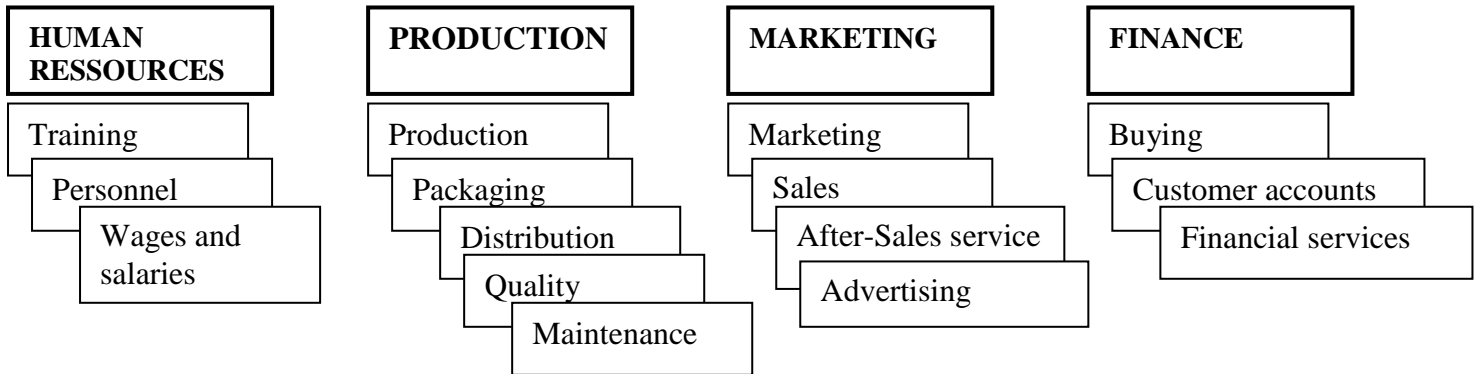 HUMAN
RESSOURCES
Training
Personnel
Wages and
salaries
PRODUCTION
Production
Packaging
Distribution
Quality
Maintenance
MARKETING
Marketing
Sales
After-Sales service
Advertising
FINANCE
Buying
Customer accounts
Financial services